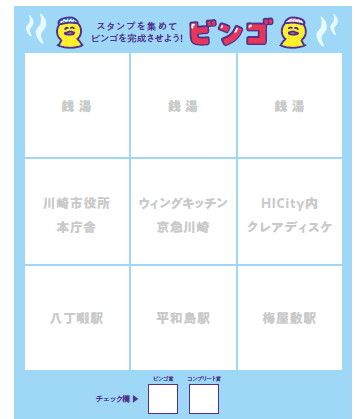 スタンプを集めて
ビンゴを完成させよう!
ビンゴ
銭湯
銭湯
銭湯
川崎市役所
本庁舎
ウィングキッチン
京急川崎
HICity内
クレアディスケ
八丁畷駅
平和島駅
梅屋敷駅
ビンゴ賞
コンプリート賞
チェック欄▶